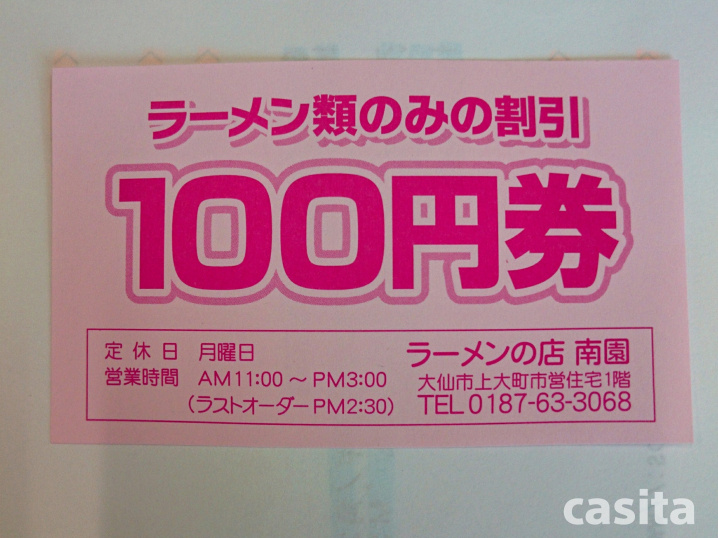 ラーメン類のみの割引
100円券
定休日 月曜日
営業時間 AM11:00～PM3:00
(ラストオーダーPM2:30)
ラーメンの店 南園
大仙市上大町市営住宅1階
TEL 0187-63-3068
casita